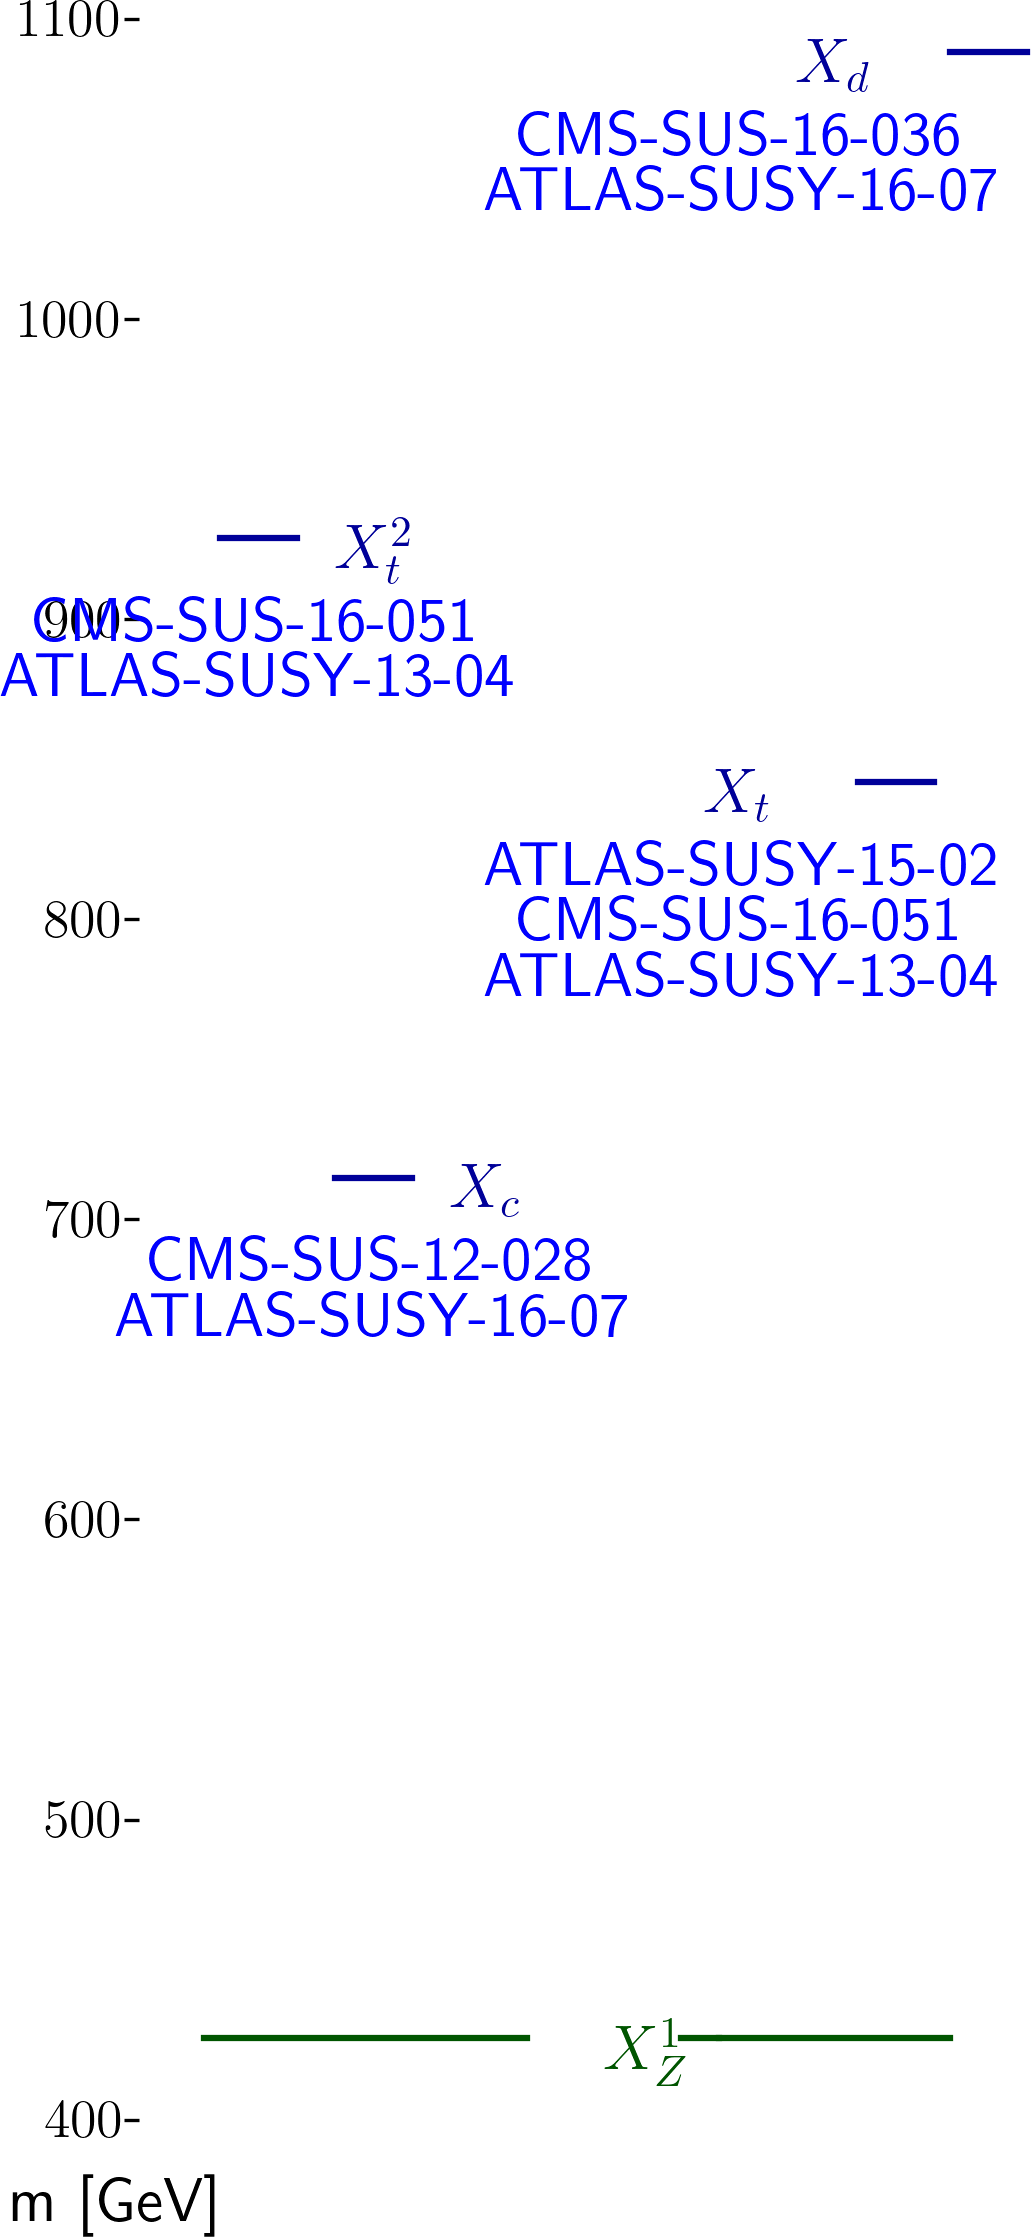 1100-
X_d
CMS-SUS-16-036
ATLAS-SUSY-16-07
1000-
X_t^2
900-
CMS-SUS-16-051
ATLAS-SUSY-13-04
X_t
ATLAS-SUSY-15-02
800-
CMS-SUS-16-051
ATLAS-SUSY-13-04
X_c
700-
CMS-SUS-12-028
ATLAS-SUSY-16-07
600-
500-
X_Z^1
400-
m [GeV]